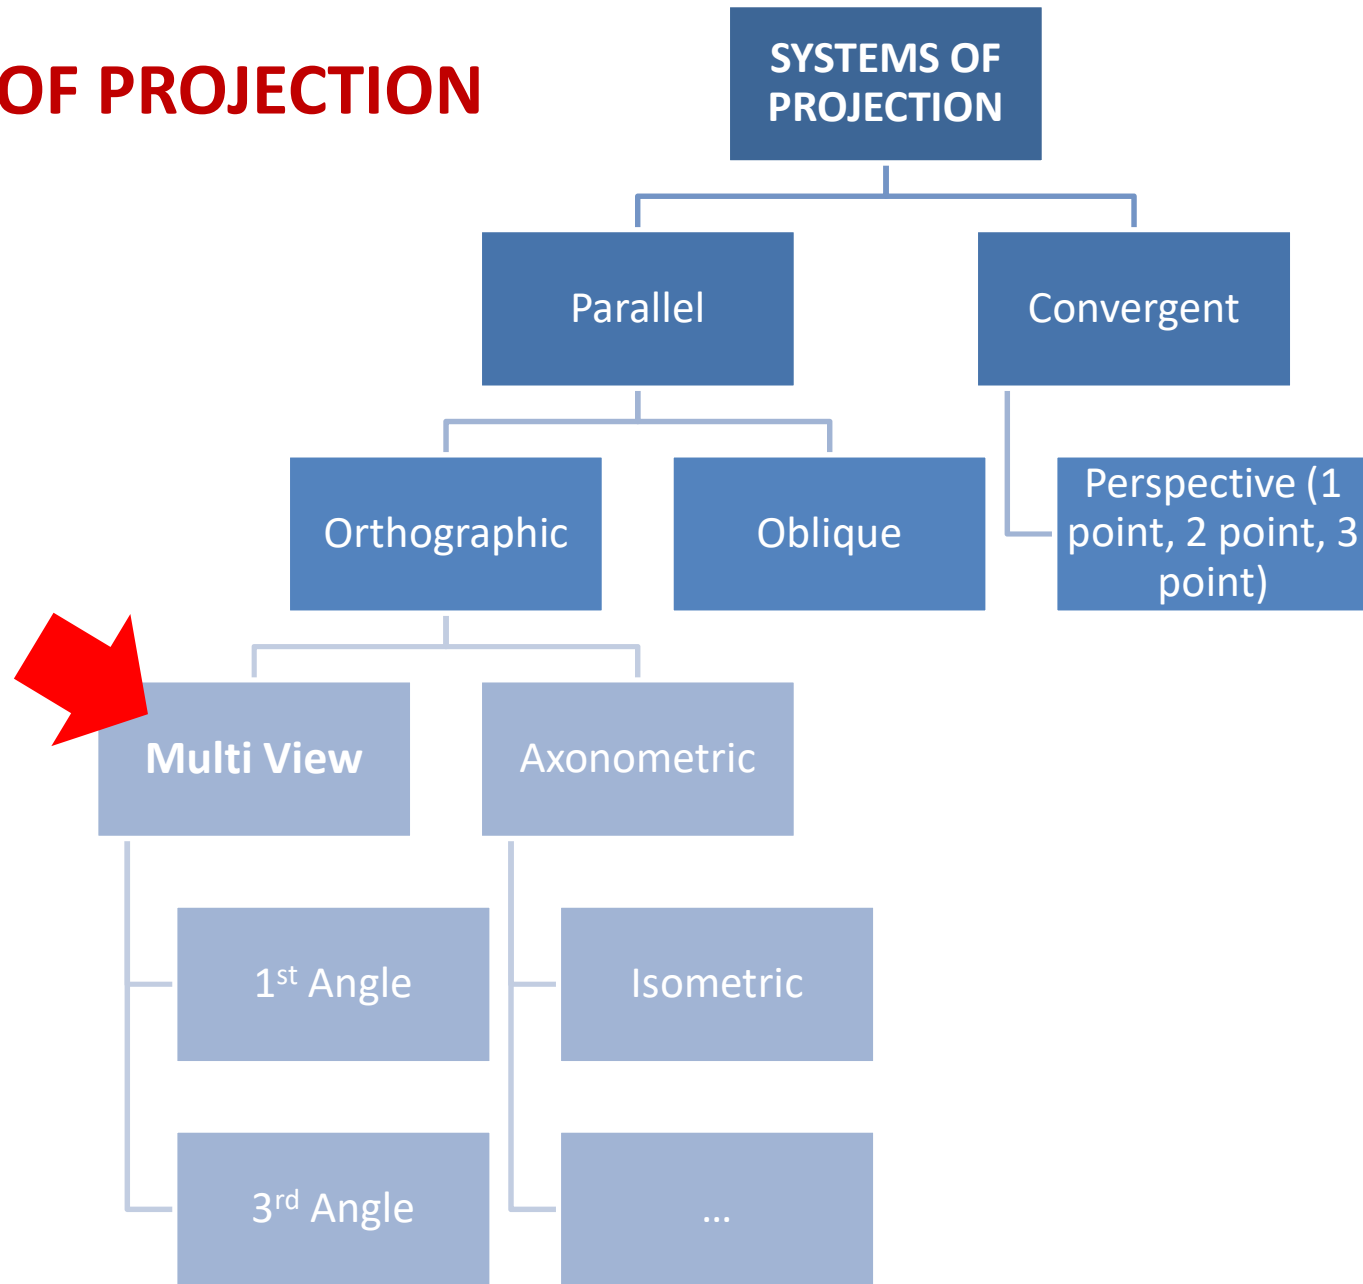 OF PROJECTION
SYSTEMS OF
PROJECTION
Parallel
Convergent
Orthographic
Oblique
Perspective (1
point, 2 point, 3
point)
Multi View
Axonometric
1st Angle
Isometric
3rd Angle
...